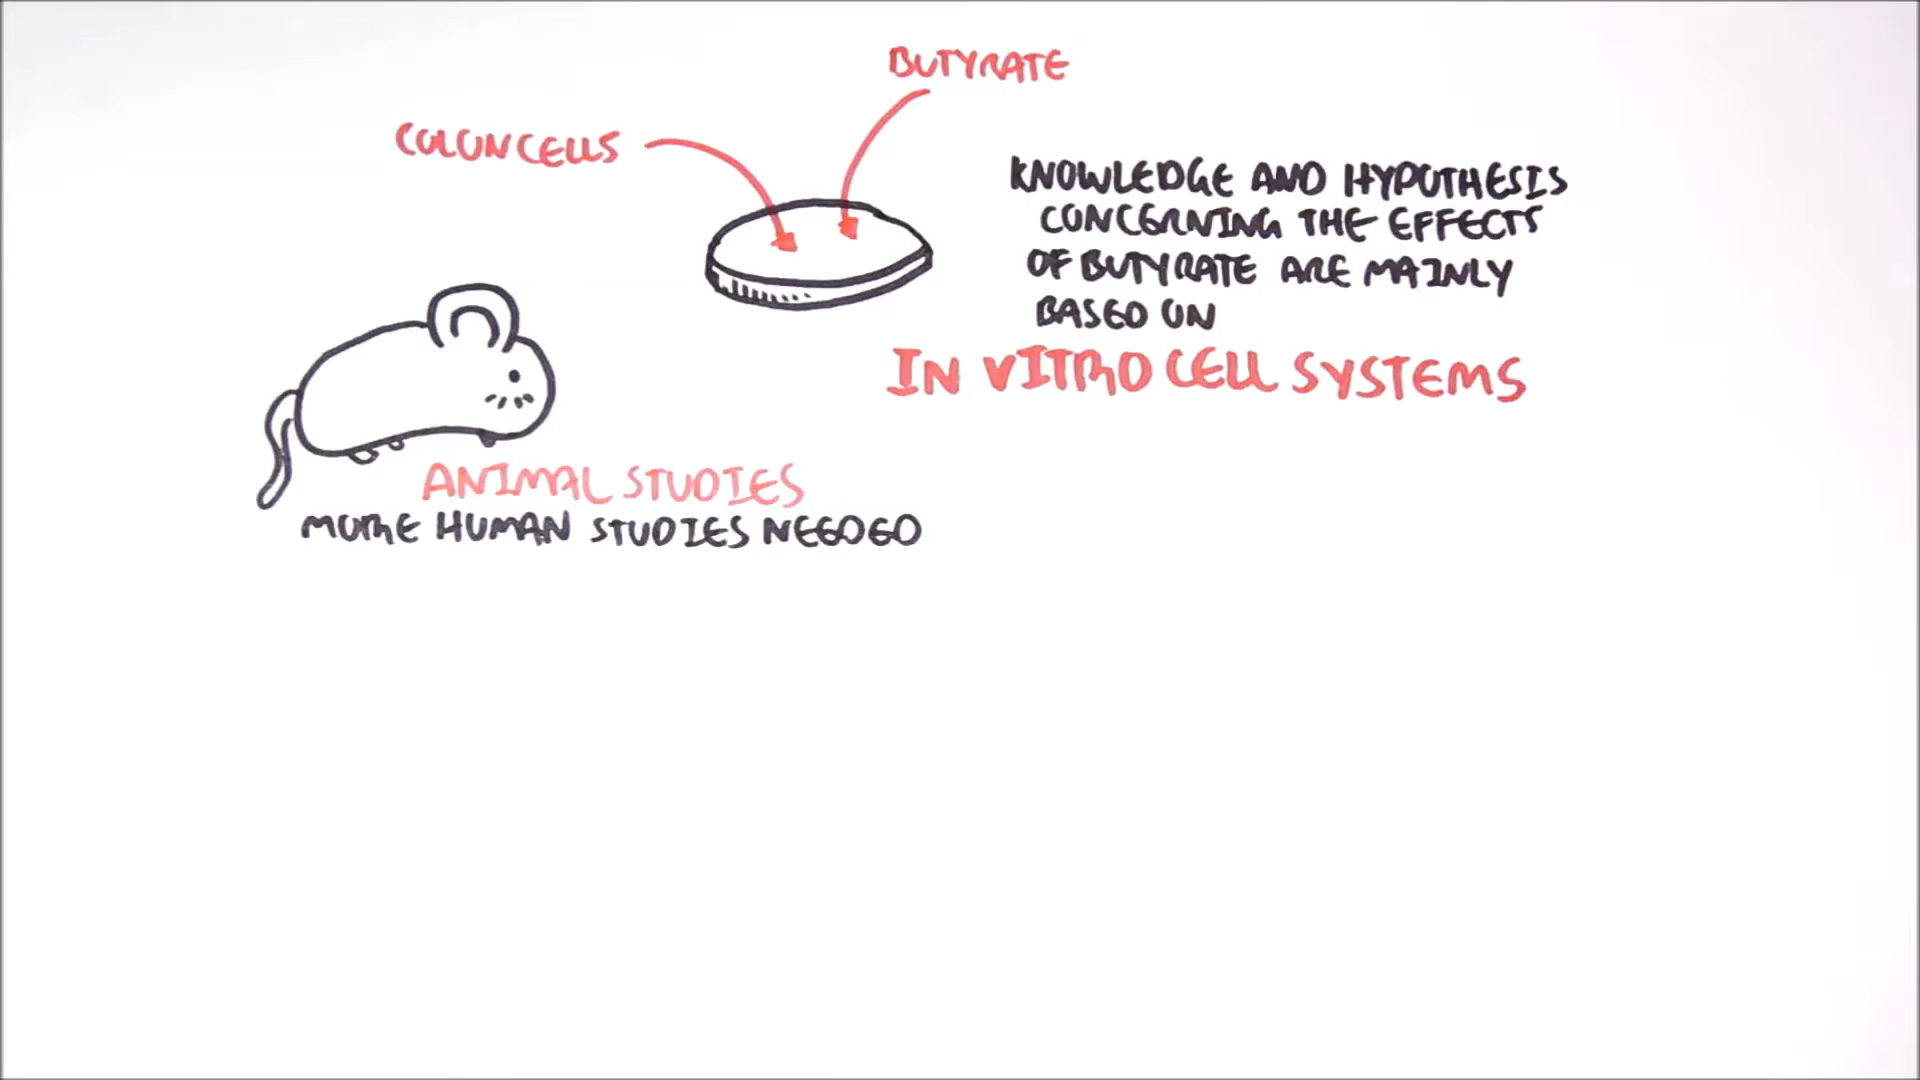 BUTYRATE
COLON CELLS
KNOWLEDGE AND HYPOTHESIS
CONCERNING THE EFFECTS
OF BUTYRATE ARE MAINLY
BASED ON
IN VITRO CELL SYSTEMS
ANIMAL STUDIES
MORE HUMAN STUDIES NEEDED